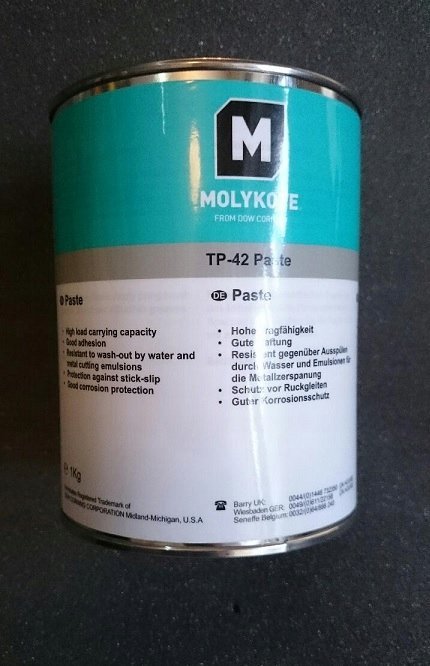 M
MOLYKOTE
FROM DOW CORNING
TP-42 Paste
Paste
High load carrying capacity
Good adhesion
Resistant to wash-out by water and
metal cutting emulsions
Protection against stick-slip
Good corrosion protection
DE Paste
Hohe Tragfähigkeit
Gute Haftung
Resistent gegenüber Ausspülen
durch Wasser und Emulsionen für
die Metallzerspanung
Schutz vor Ruckgleiten
Guter Korrosionsschutz
℮ 1Kg
Registered Trademark of
CORNING CORPORATION Midland-Michigan, U.S.A
Barry UK:
Wiesbaden GER:
Seneffe Belgium: